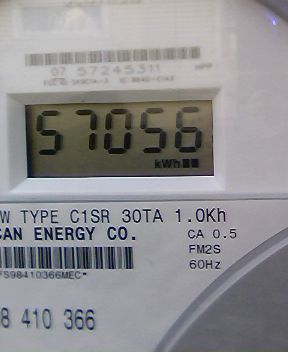 07 57245311
57056
kWh
W TYPE C1SR 30TA 1.0Kh
CAN ENERGY CO.
CA 0.5
FM2S
60Hz
FS98410366MEC*
8 410 366